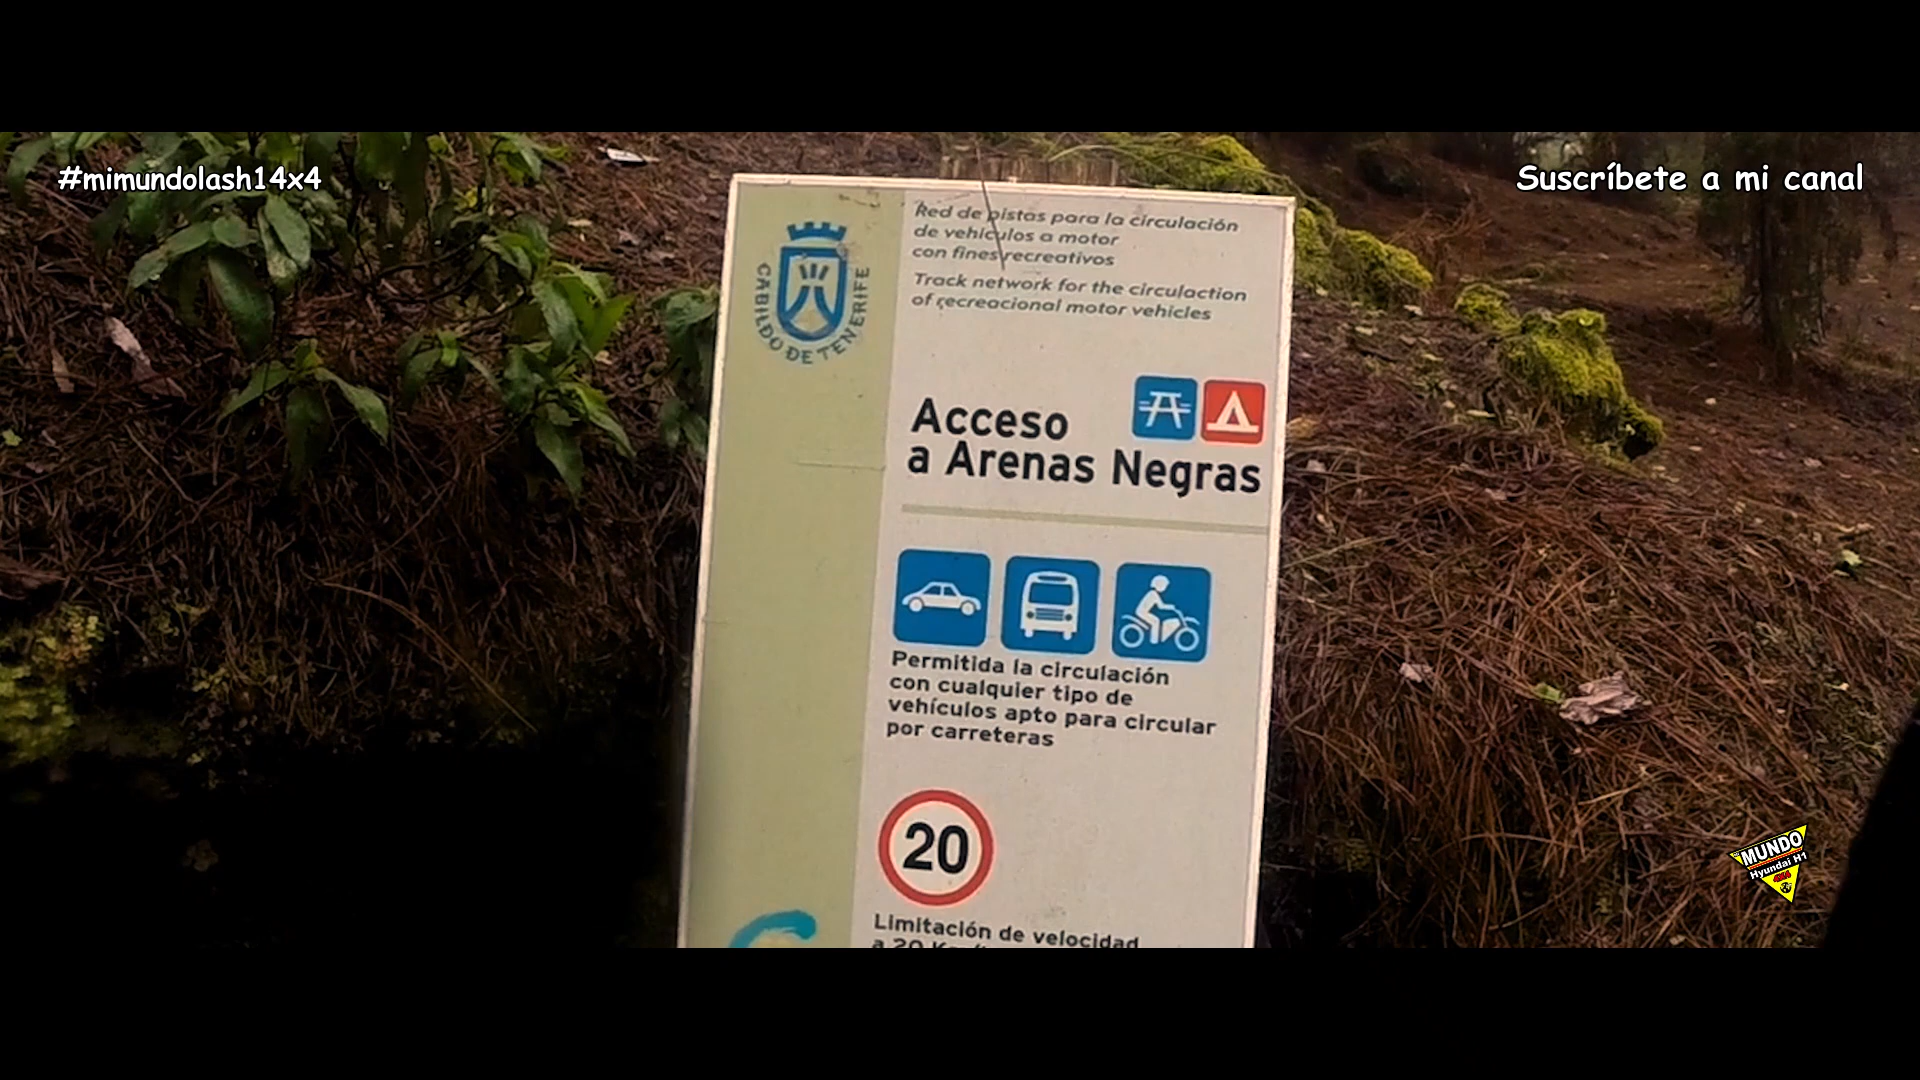 #mimundolash14x4
Suscríbete a mi canal
CABILDO DE TENERIFE
Red de pistas para la circulación
de vehículos a motor
con fines recreativos
Track network for the circulaction
of recreacional motor vehicles
Acceso
a Arenas Negras
Permitida la circulación
con cualquier tipo de
vehículos apto para circular
por carreteras
20
Limitación de velocidad
a 20
MUNDO
Hyundai H1
4x4